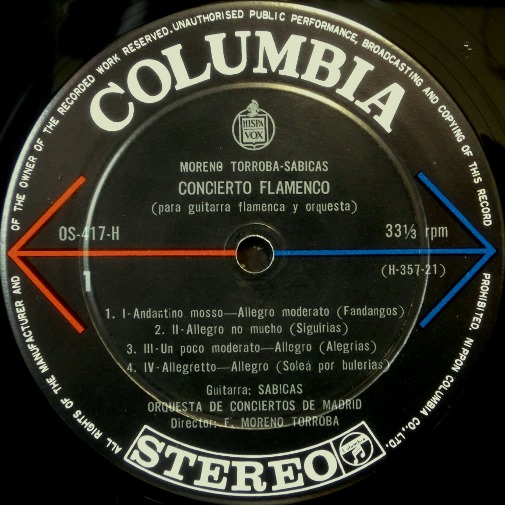 ALL RIGHTS OF THE MANUFACTURER AND OF THE OWNER OF THE RECORDED WORK RESERVED. UNAUTHORISED PUBLIC PERFORMANCE, BROADCASTING AND COPYING OF THIS RECORD PROHIBITED. NIPPON COLUMBIA CO., LTD.
COLUMBIA
HISPA
VOX
MORENO TORROBA-SABICAS
CONCIERTO FLAMENCO
(para guitarra flamenca y orquesta)
OS-417-H
33⅓ rpm
1
(H-357-21)
1. I-Andantino mosso—Allegro moderato (Fandangos)
2. II-Allegro no mucho (Siguirias)
3. III-Un poco moderato—Allegro (Alegrias)
4. IV-Allegretto—Allegro (Soleá por bulerias)
Guitarra: SABICAS
ORQUESTA DE CONCIERTOS DE MADRID
Director: F. MORENO TORROBA
STEREO
Columbia